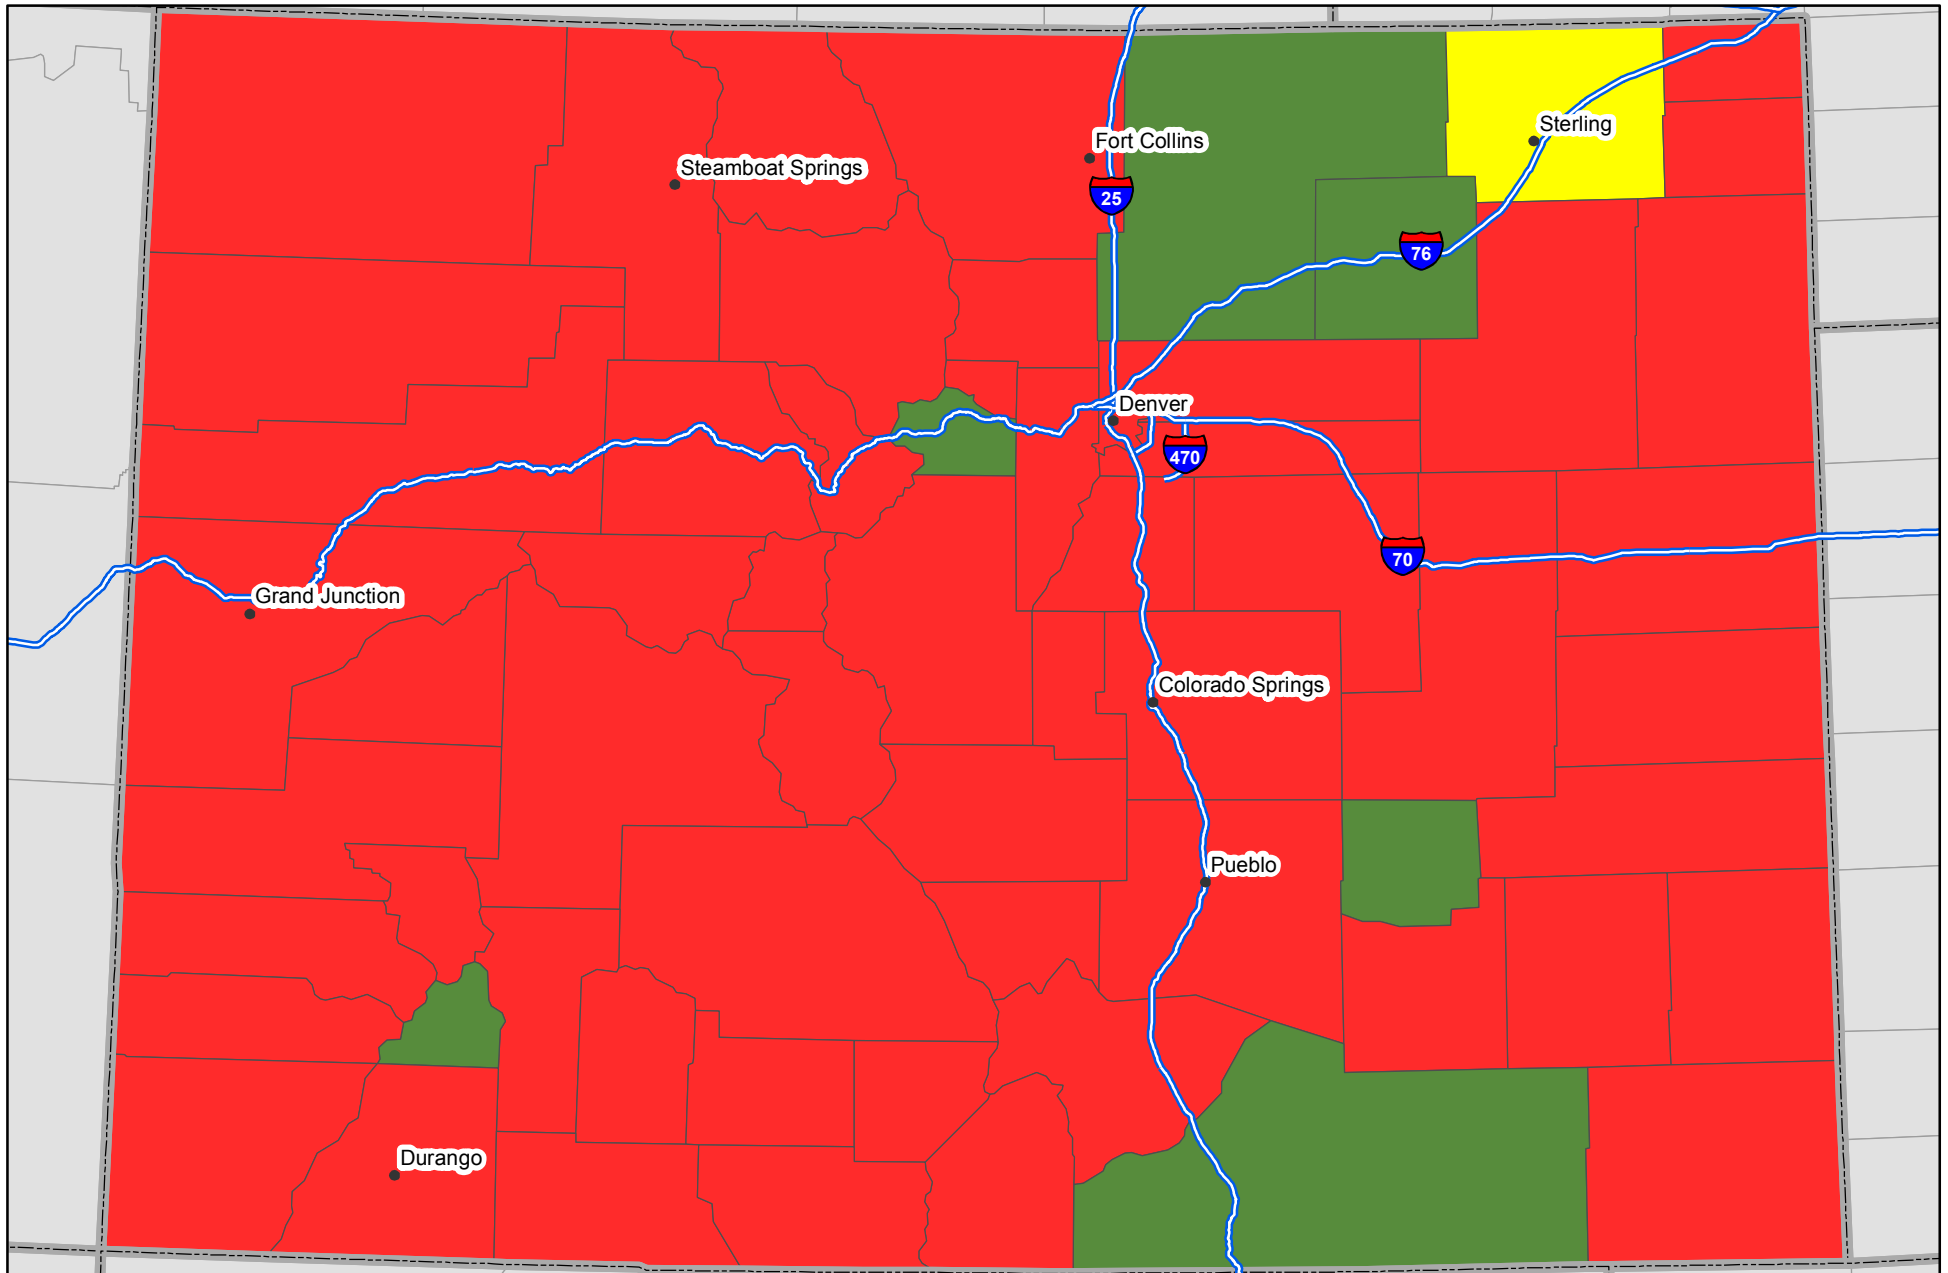 Sterling
Fort Collins
Steamboat Springs
25
76
Denver
470
70
Grand Junction
Colorado Springs
Pueblo
Durango